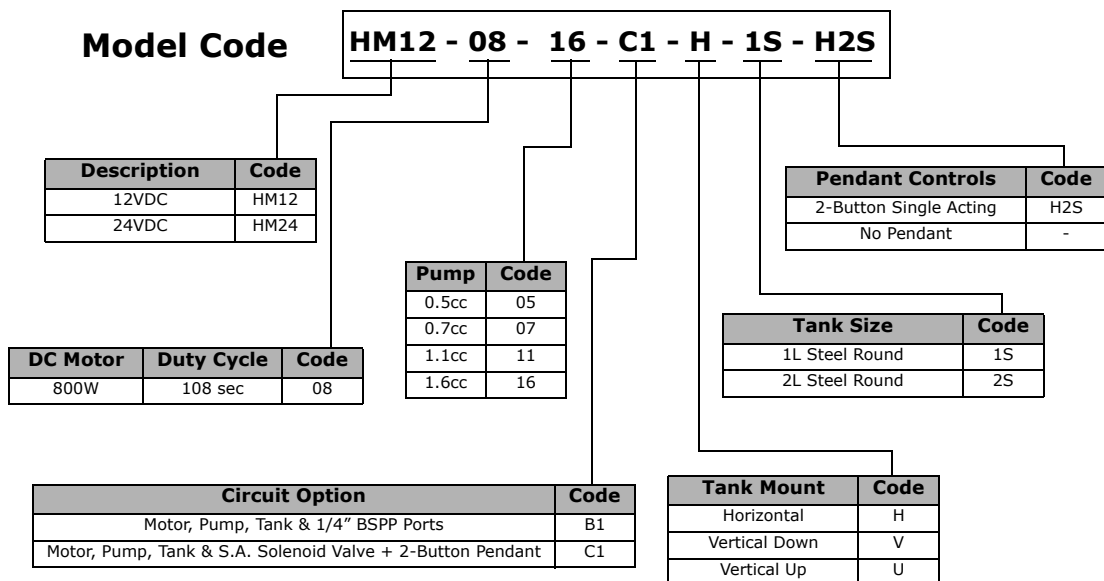 Model Code
HM12 - 08 - 16 - C1 - H - 1S - H2S
Description Code
12VDC HM12
24VDC HM24
Pendant Controls Code
2-Button Single Acting H2S
No Pendant -
Pump Code
0.5cc 05
0.7cc 07
1.1cc 11
1.6cc 16
Tank Size Code
1L Steel Round 1S
2L Steel Round 2S
DC Motor Duty Cycle Code
800W 108 sec 08
Circuit Option Code
Motor, Pump, Tank & 1/4” BSPP Ports B1
Motor, Pump, Tank & S.A. Solenoid Valve + 2-Button Pendant C1
Tank Mount Code
Horizontal H
Vertical Down V
Vertical Up U